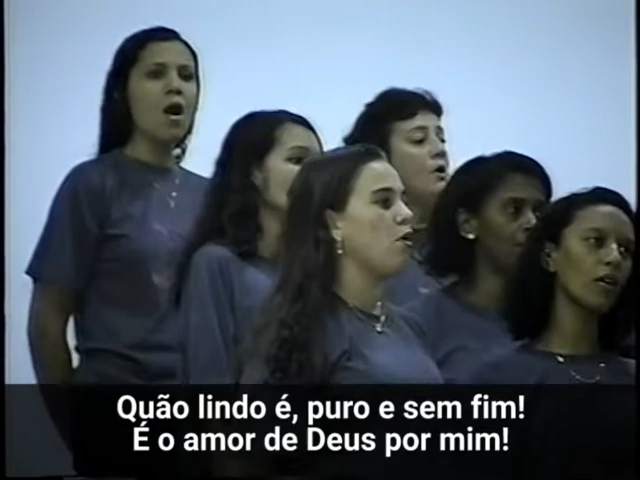 Quão lindo é, puro e sem fim!
É o amor de Deus por mim!